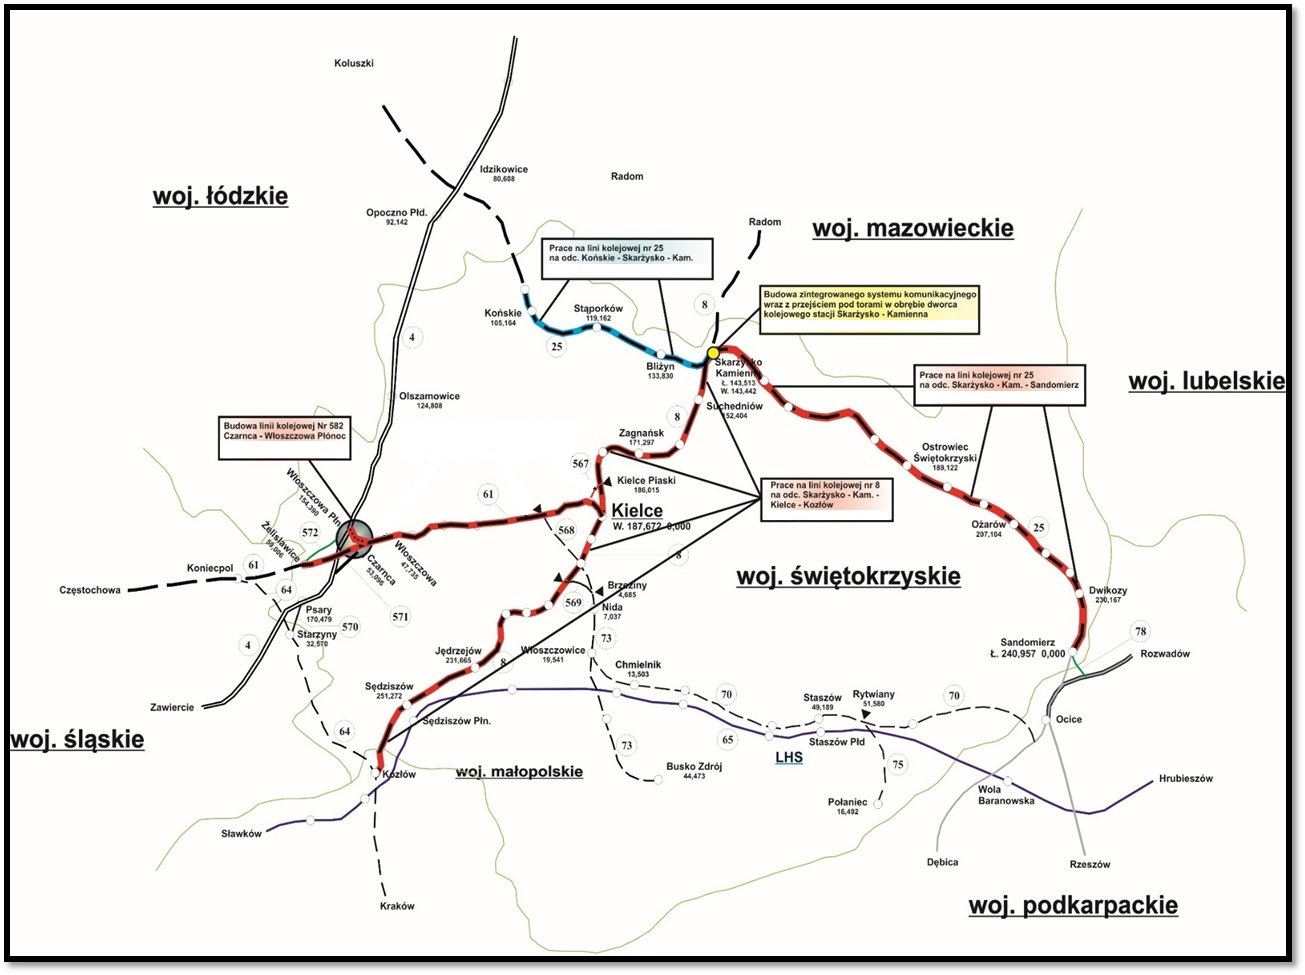 Koluszki
Idzikowice
80,608
Radom
woj. łódzkie
Opoczno Płd.
92,142
Radom
woj. mazowieckie
Prace na lini kolejowej nr 25
na odc. Końskie - Skarżysko - Kam.
8
Budowa zintegrowanego systemu komunikacyjnego
wraz z przejściem pod torami w obrębie dworca
kolejowego stacji Skarżysko - Kamienna
Końskie
105,164
Stąporków
119,162
25
4
Bliżyn
133,830
Skarżysko
Kamienna
Ł. 143,513
W. 143,442
Prace na lini kolejowej nr 25
na odc. Skarżysko - Kam. - Sandomierz
woj. lubelskie
Olszamowice
124,808
Suchedniów
152,404
8
Budowa linii kolejowej Nr 582
Czarnca - Włoszczowa Płónoc
Zagnańsk
171,297
Ostrowiec
Świętokrzyski
189,122
567
Włoszczowa Płn.
154,390
61
Kielce Piaski
186,015
Prace na lini kolejowej nr 8
na odc. Skarżysko - Kam. -
Kielce - Kozłów
Kielce
W. 187,672 0,000
Ożarów
207,104
25
572
568
Żelisławice
59,006
Włoszczowa
47,735
Czarnca
53,096
8
Koniecpol
61
Częstochowa
64
woj. świętokrzyskie
Brzeziny
4,685
569
Nida
7,037
Dwikozy
230,167
Psary
170,479
570
571
Starzyny
32,570
4
73
78
Sandomierz
Ł. 240,957 0,000
Rozwadów
Jędrzejów
231,665
8
Włoszczowice
19,541
Chmielnik
13,503
Sędziszów
251,272
70
Staszów
49,189
Rytwiany
51,580
70
Zawiercie
Sędziszów Płn.
Ocice
woj. śląskie
64
73
65
Staszów Płd
LHS
75
Kozłów
woj. małopolskie
Busko Zdrój
44,473
Hrubieszów
Wola
Baranowska
Połaniec
16,492
Sławków
Dębica
Rzeszów
Kraków
woj. podkarpackie